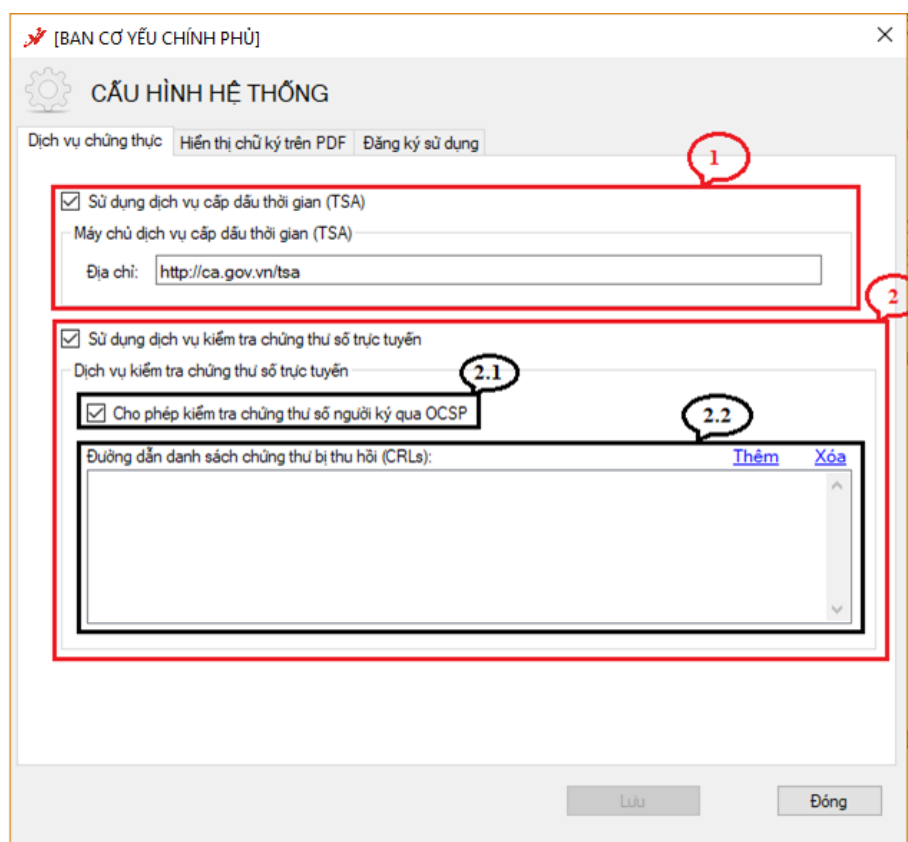 [BAN CƠ YẾU CHÍNH PHỦ]
CẤU HÌNH HỆ THỐNG
Dịch vụ chứng thực Hiển thị chữ ký trên PDF Đăng ký sử dụng
1
Sử dụng dịch vụ cấp dấu thời gian (TSA)
Máy chủ dịch vụ cấp dấu thời gian (TSA)
Địa chỉ: http://ca.gov.vn/tsa
2
Sử dụng dịch vụ kiểm tra chứng thư số trực tuyến
Dịch vụ kiểm tra chứng thư số trực tuyến
2.1
Cho phép kiểm tra chứng thư số người ký qua OCSP
2.2
Đường dẫn danh sách chứng thư bị thu hồi (CRLs): Thêm Xóa
Lưu Đóng